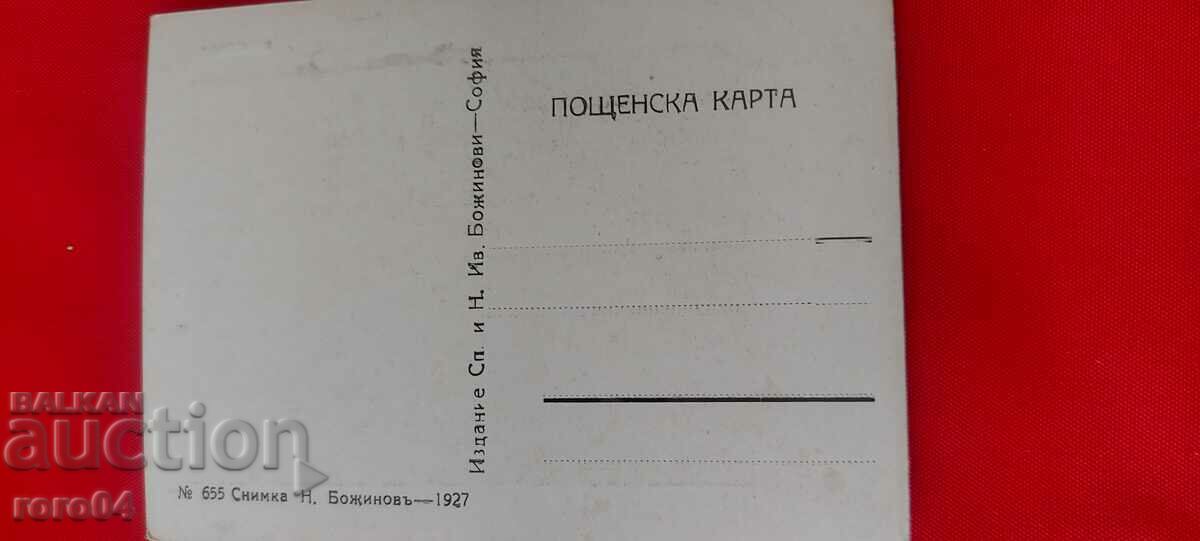 ПОЩЕНСКА КАРТА
Издание Сп. и Н. Ив. Божинови—София
№ 655 Снимка Н. Божиновъ—1927
BALKAN
auction
roro04